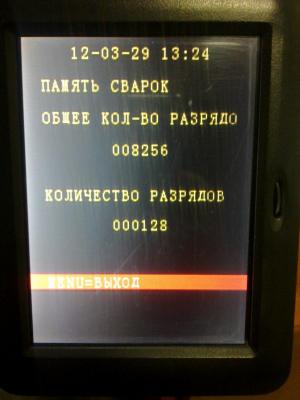 12-03-29 13:24
ПАМЯТЬ СВАРОК
ОБЩЕЕ КОЛ-ВО РАЗРЯДО
008256
КОЛИЧЕСТВО РАЗРЯДОВ
000128
MENU=ВЫХОД